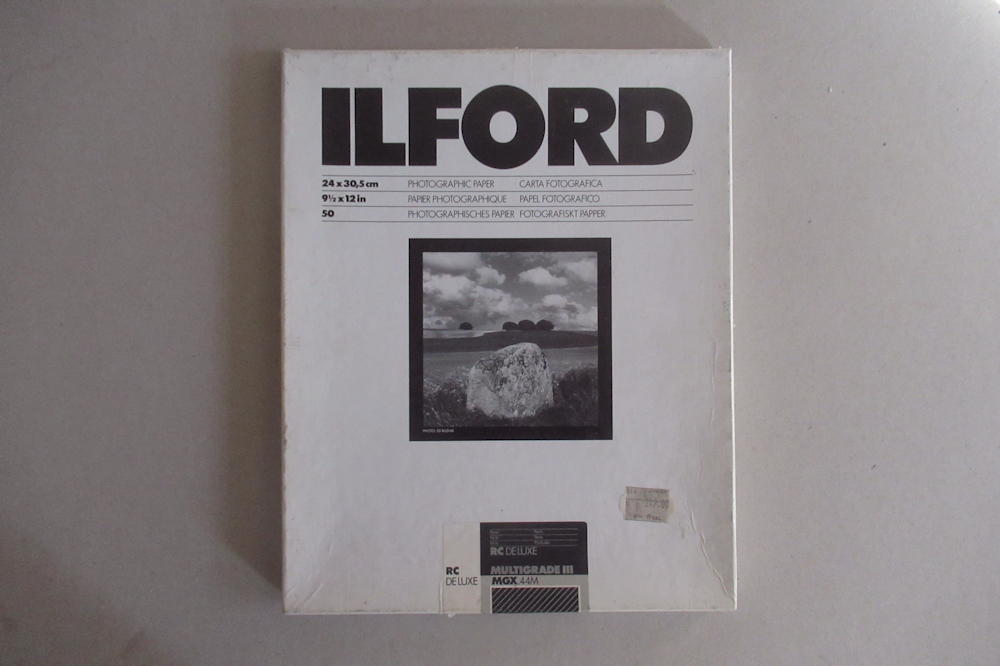 ILFORD
24 x 30,5 cm PHOTOGRAPHIC PAPER CARTA FOTOGRAFICA
9½ x 12 in PAPIER PHOTOGRAPHIQUE PAPEL FOTOGRAFICO
50 PHOTOGRAPHISCHES PAPIER FOTOGRAFISKT PAPPER
RC DE LUXE
RC
DE LUXE
MULTIGRADE III
MGX.44M